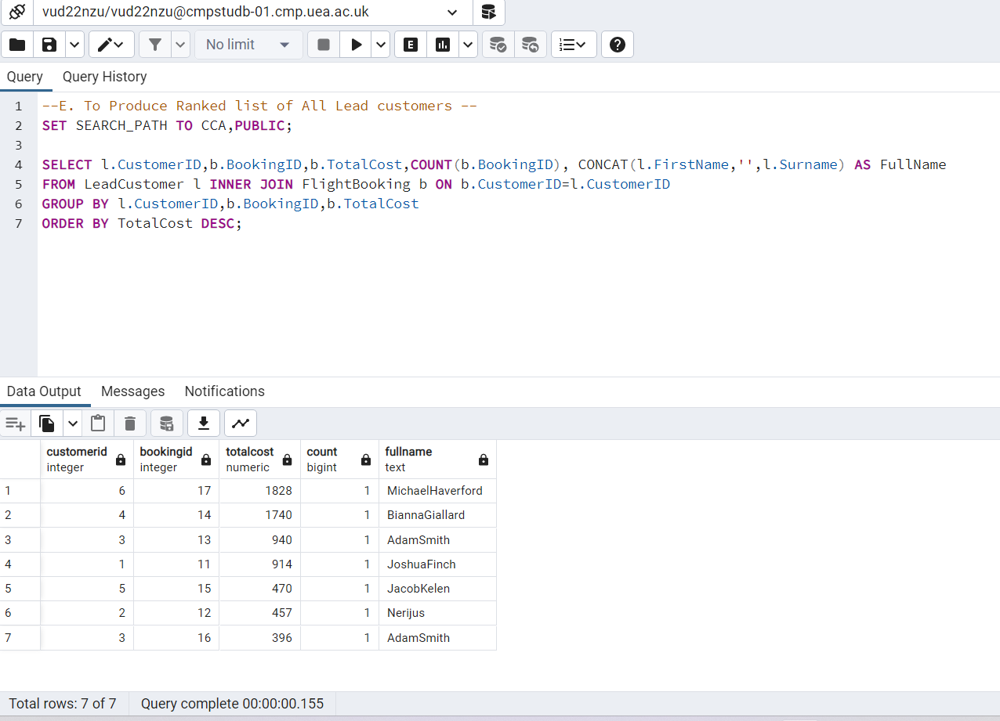 vud22nzu/vud22nzu@cmpstudb-01.cmp.uea.ac.uk
No limit E
Query Query History
1 --E. To Produce Ranked list of All Lead customers --
2 SET SEARCH_PATH TO CCA,PUBLIC;
3
4 SELECT l.CustomerID,b.BookingID,b.TotalCost,COUNT(b.BookingID), CONCAT(l.FirstName,'',l.Surname) AS FullName
5 FROM LeadCustomer l INNER JOIN FlightBooking b ON b.CustomerID=l.CustomerID
6 GROUP BY l.CustomerID,b.BookingID,b.TotalCost
7 ORDER BY TotalCost DESC;
Data Output Messages Notifications
customerid bookingid totalcost count fullname
integer integer numeric bigint text
1 6 17 1828 1 MichaelHaverford
2 4 14 1740 1 BiannaGiallard
3 3 13 940 1 AdamSmith
4 1 11 914 1 JoshuaFinch
5 5 15 470 1 JacobKelen
6 2 12 457 1 Nerijus
7 3 16 396 1 AdamSmith
Total rows: 7 of 7 Query complete 00:00:00.155